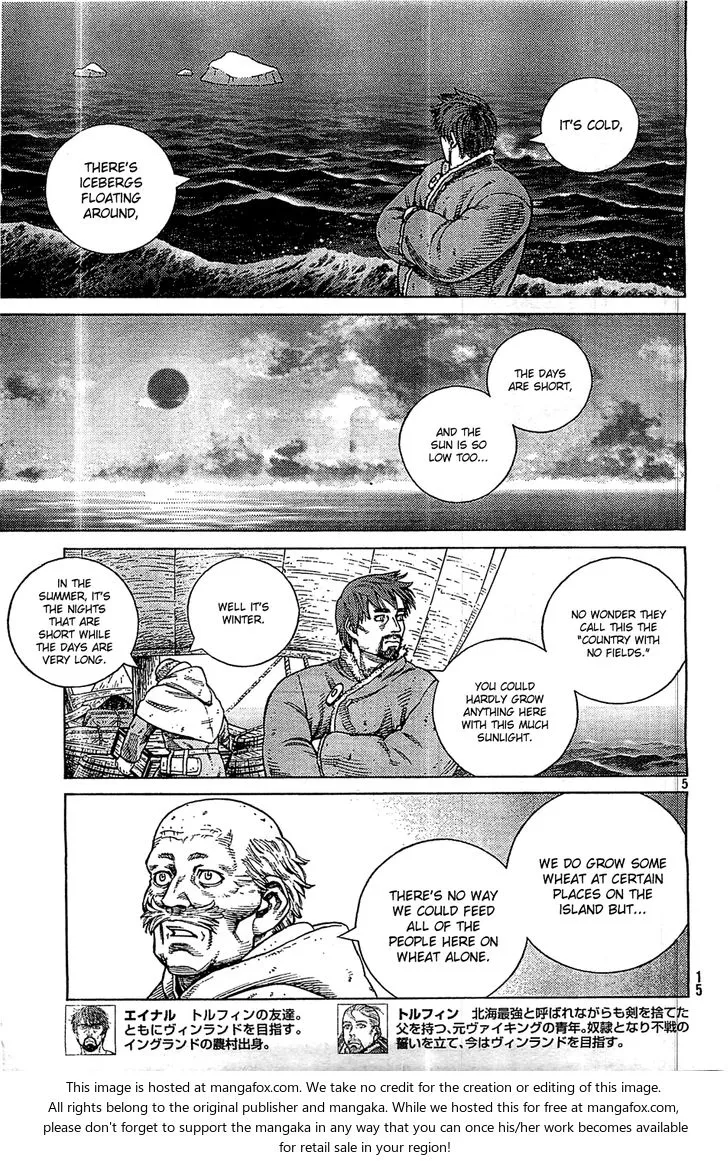 IT'S COLD,
THERE'S
ICEBERGS
FLOATING
AROUND,
THE DAYS
ARE SHORT,
AND THE
SUN IS SO
LOW TOO...
NO WONDER THEY
CALL THIS THE
"COUNTRY WITH
NO FIELDS."
YOU COULD
HARDLY GROW
ANYTHING HERE
WITH THIS MUCH
SUNLIGHT.
WELL IT'S
WINTER.
IN THE
SUMMER, IT'S
THE NIGHTS
THAT ARE
SHORT WHILE
THE DAYS ARE
VERY LONG.
5
WE DO GROW SOME
WHEAT AT CERTAIN
PLACES ON THE
ISLAND BUT...
THERE'S NO WAY
WE COULD FEED
ALL OF THE
PEOPLE HERE ON
WHEAT ALONE.
15
トルフィン 北海最強と呼ばれながらも剣を捨てた
父を持つ、元ヴァイキングの青年。奴隷となり不戦の
誓いを立て、今はヴィンランドを目指す。
エイナル トルフィンの友達。
ともにヴィンランドを目指す。
イングランドの農村出身。
This image is hosted at mangafox.com. We take no credit for the creation or editing of this image.
All rights belong to the original publisher and mangaka. While we hosted this for free at mangafox.com,
please don't forget to support the mangaka in any way that you can once his/her work becomes available
for retail sale in your region!